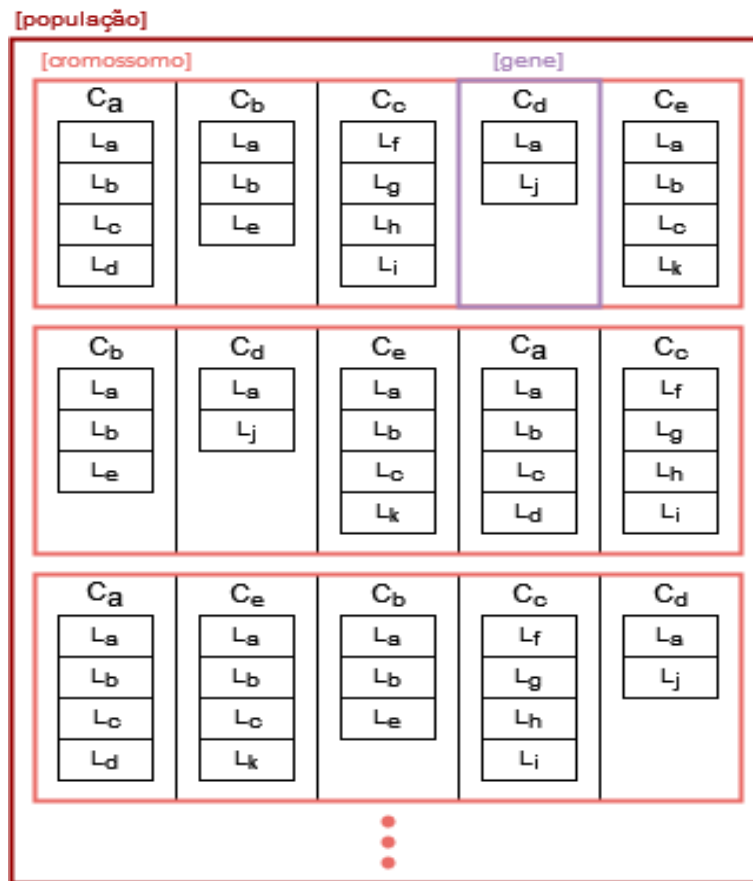 [população]
[cromossomo] [gene]
Ca Cb Cc Cd Ce
La La Lf La La
Lb Lb Lg Lj Lb
Lc Le Lh Lc
Ld Li Lk
Cb Cd Ce Ca Cc
La La La La Lf
Lb Lj Lb Lb Lg
Le Lc Lc Lh
Lk Ld Li
Ca Ce Cb Cc Cd
La La La Lf La
Lb Lb Lb Lg Lj
Lc Lc Le Lh
Ld Lk Li